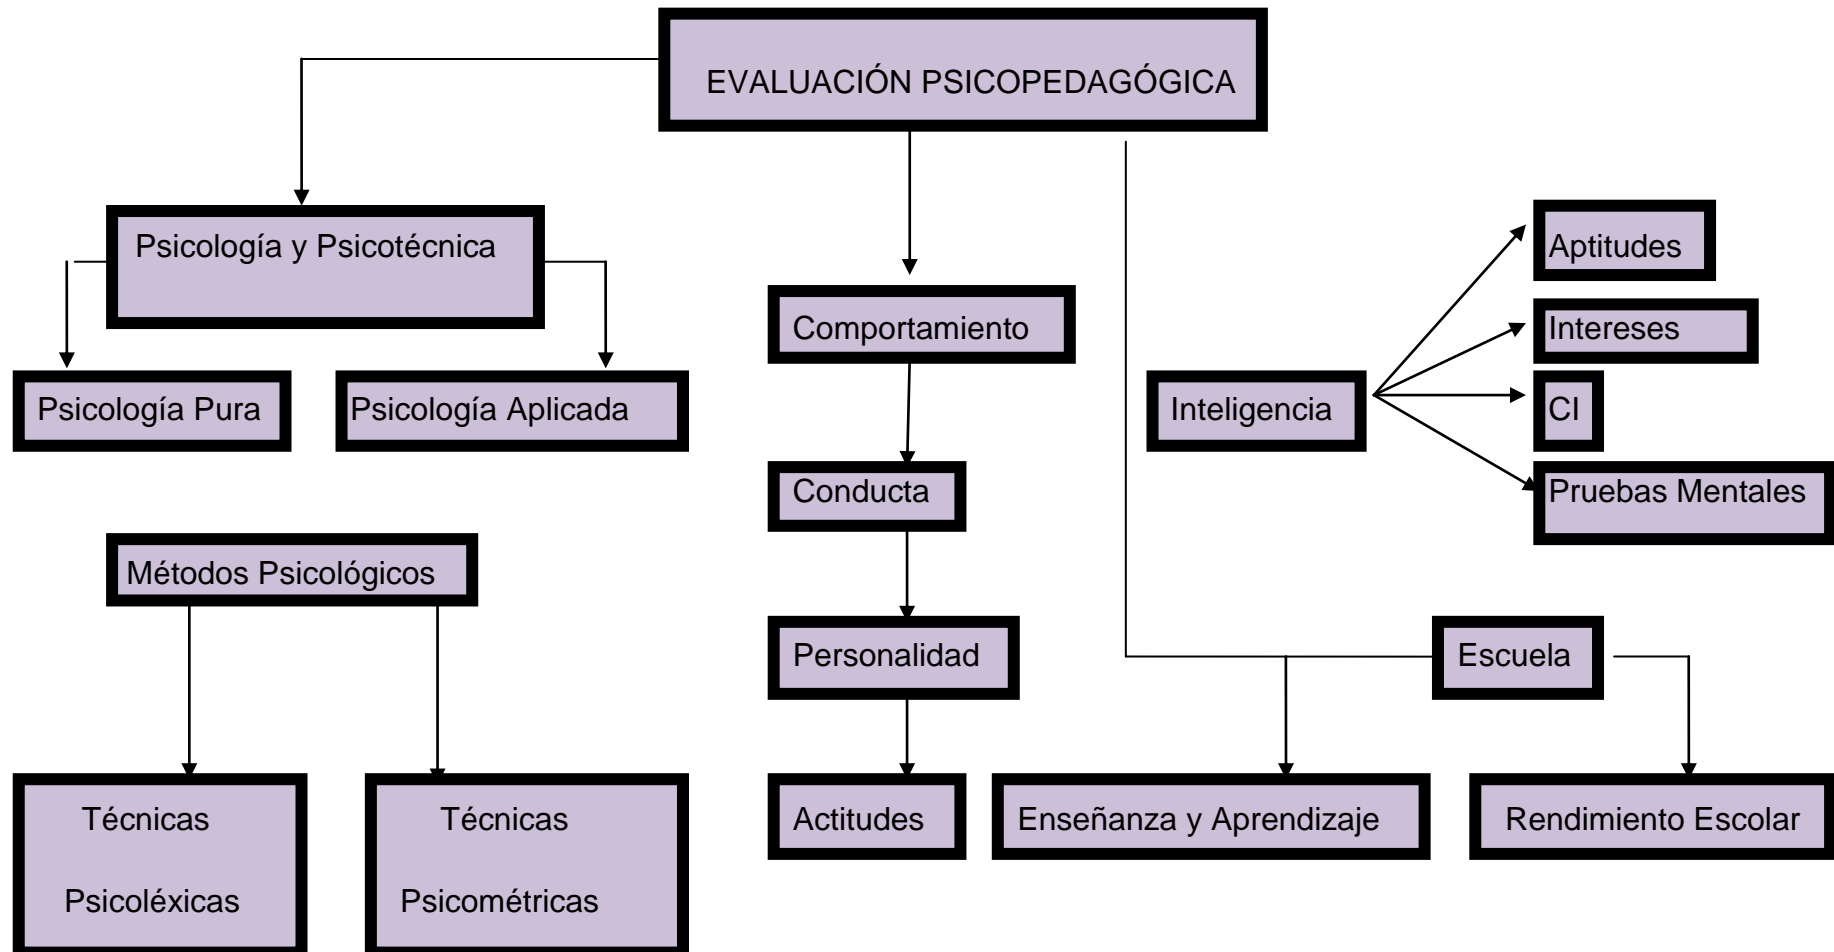 EVALUACIÓN PSICOPEDAGÓGICA
Psicología y Psicotécnica
Psicología Pura
Psicología Aplicada
Métodos Psicológicos
Técnicas
Psicoléxicas
Técnicas
Psicométricas
Comportamiento
Conducta
Personalidad
Actitudes
Inteligencia
Aptitudes
Intereses
CI
Pruebas Mentales
Escuela
Enseñanza y Aprendizaje
Rendimiento Escolar